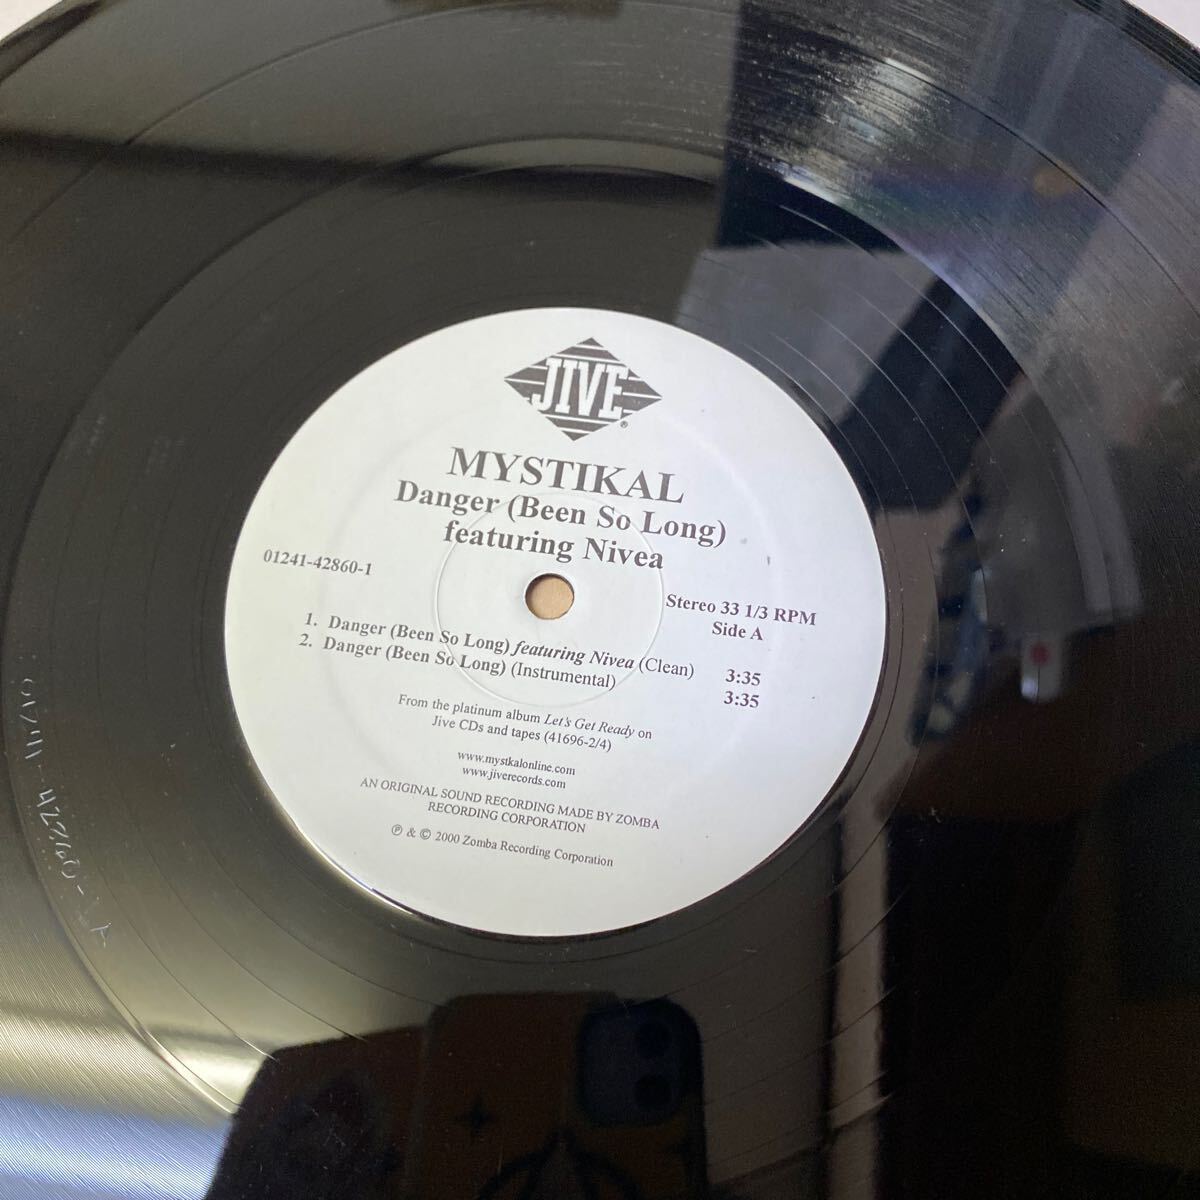 JIVE®
MYSTIKAL
Danger (Been So Long)
featuring Nivea
01241-42860-1
Stereo 33 1/3 RPM
Side A
1. Danger (Been So Long) featuring Nivea (Clean) 3:35
2. Danger (Been So Long) (Instrumental) 3:35
From the platinum album Let's Get Ready on
Jive CDs and tapes (41696-2/4)
www.mystkalonline.com
www.jiverecords.com
AN ORIGINAL SOUND RECORDING MADE BY ZOMBA
RECORDING CORPORATION
℗ & © 2000 Zomba Recording Corporation